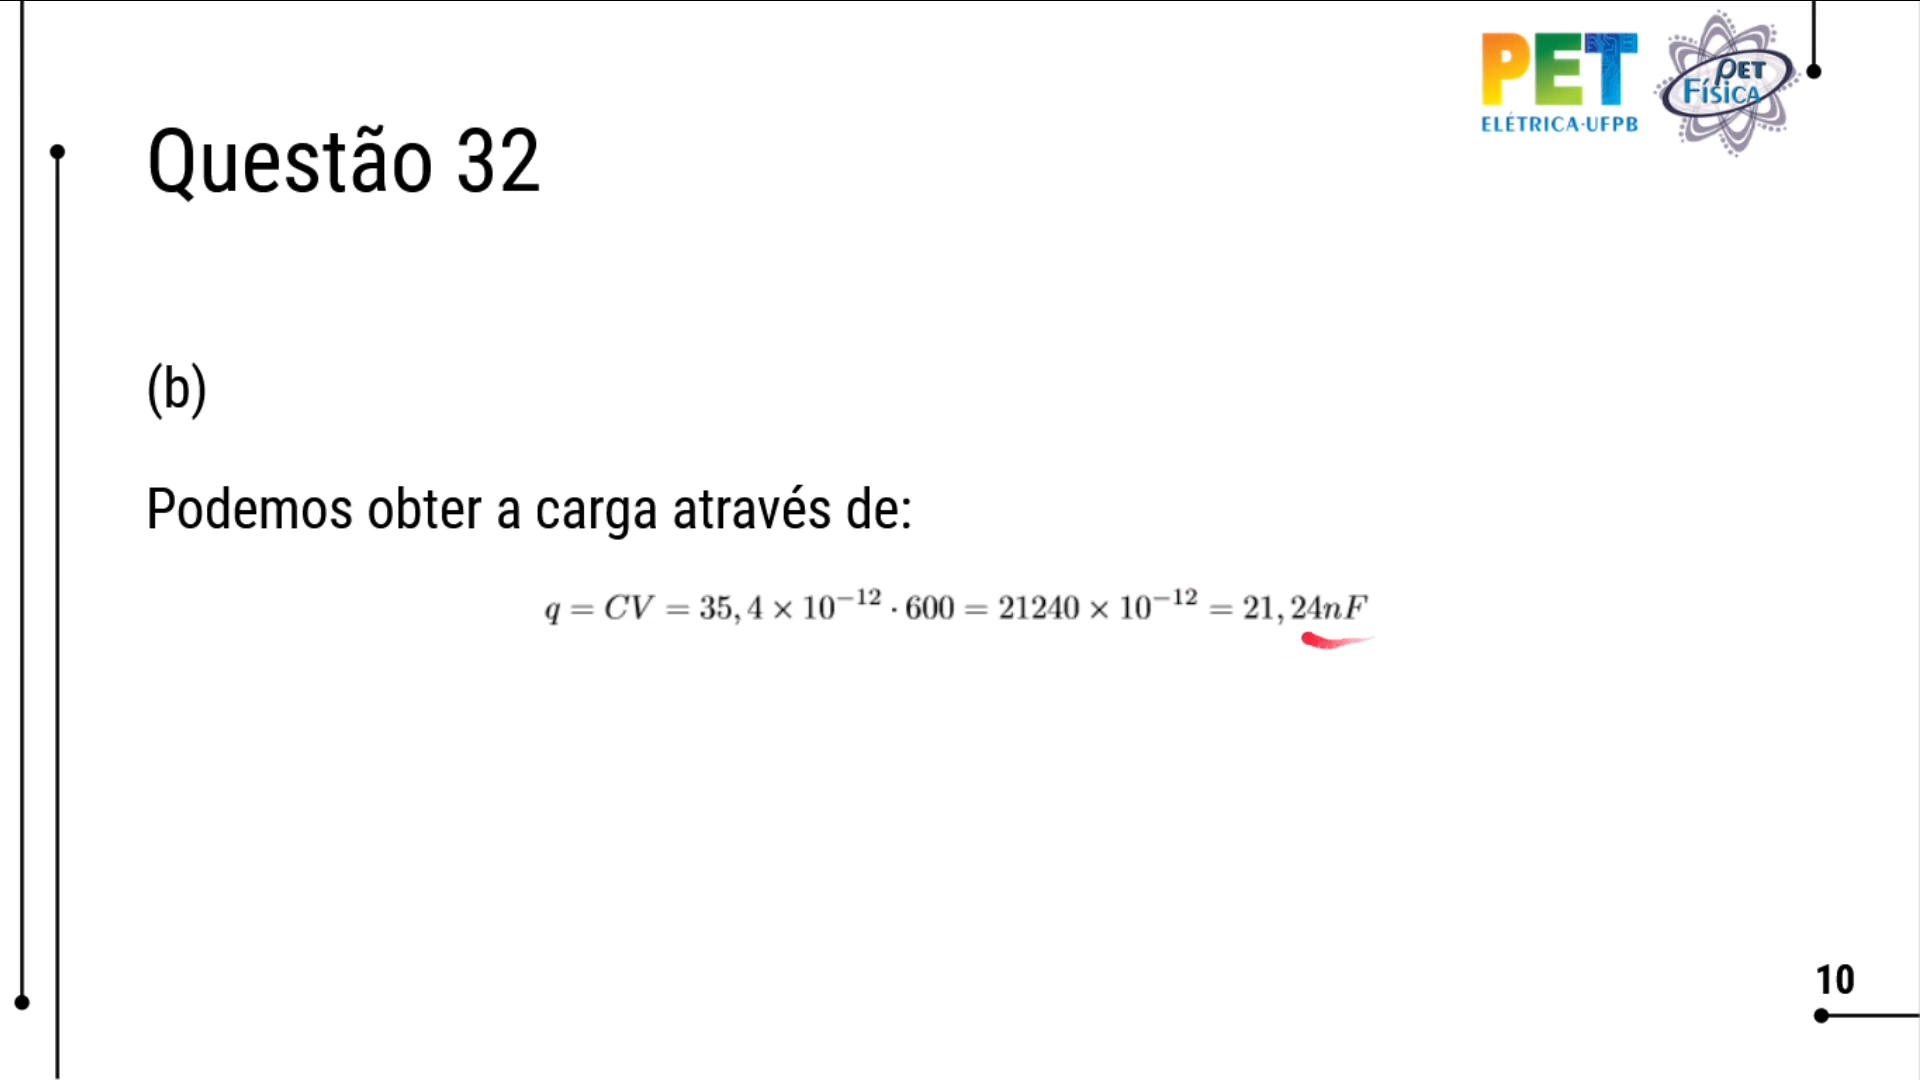 PET
ELÉTRICA-UFPB
PET
FÍSICA
Questão 32
(b)
Podemos obter a carga através de:
q = CV = 35,4 × 10⁻¹² · 600 = 21240 × 10⁻¹² = 21,24nF
10